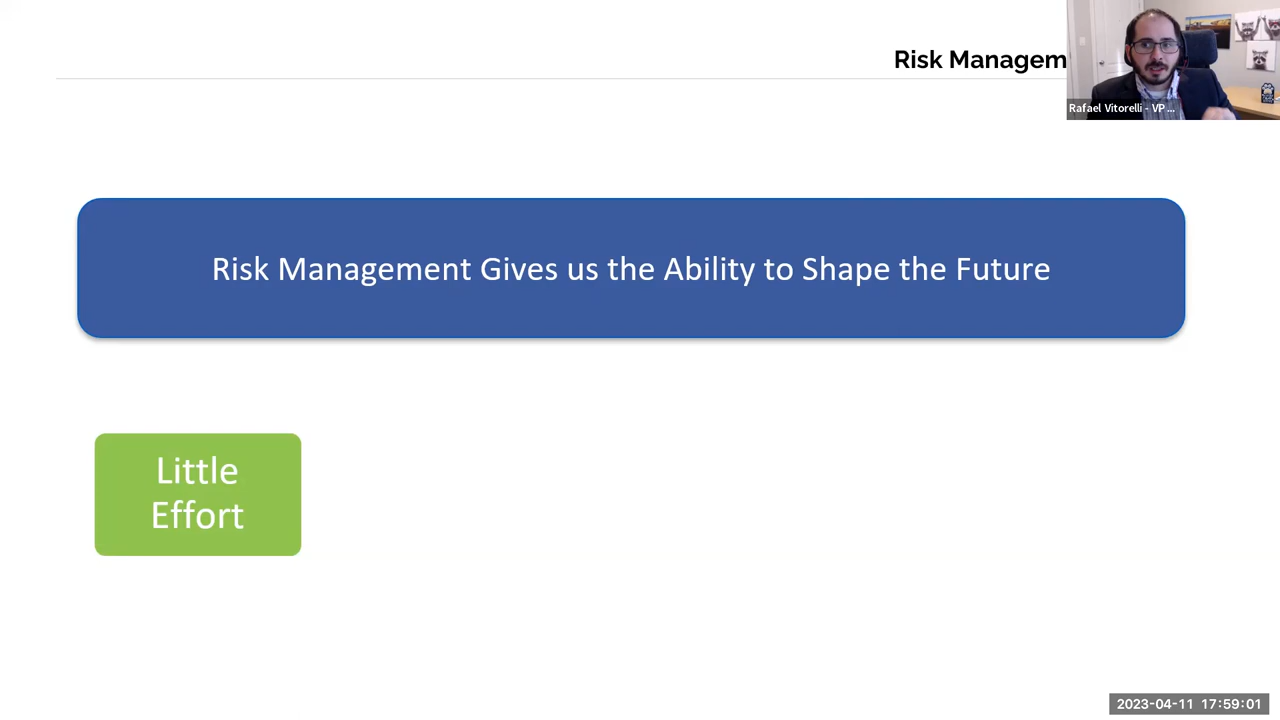 Risk Managem
Rafael Vitorelli - VP ...
Risk Management Gives us the Ability to Shape the Future
Little
Effort
2023-04-11 17:59:01